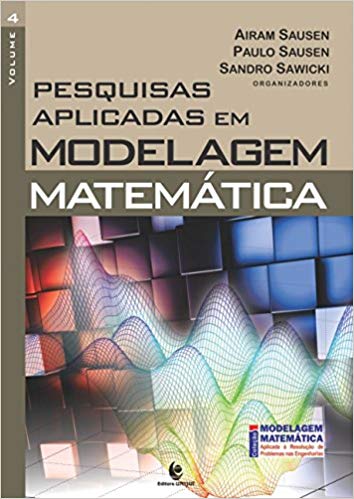 VOLUME 4
AIRAM SAUSEN
PAULO SAUSEN
SANDRO SAWICKI
ORGANIZADORES
PESQUISAS
APLICADAS EM
MODELAGEM
MATEMÁTICA
Coleção
MODELAGEM
MATEMÁTICA
Aplicada à Resolução de
Problemas nas Engenharias
Editora UNIJUÍ